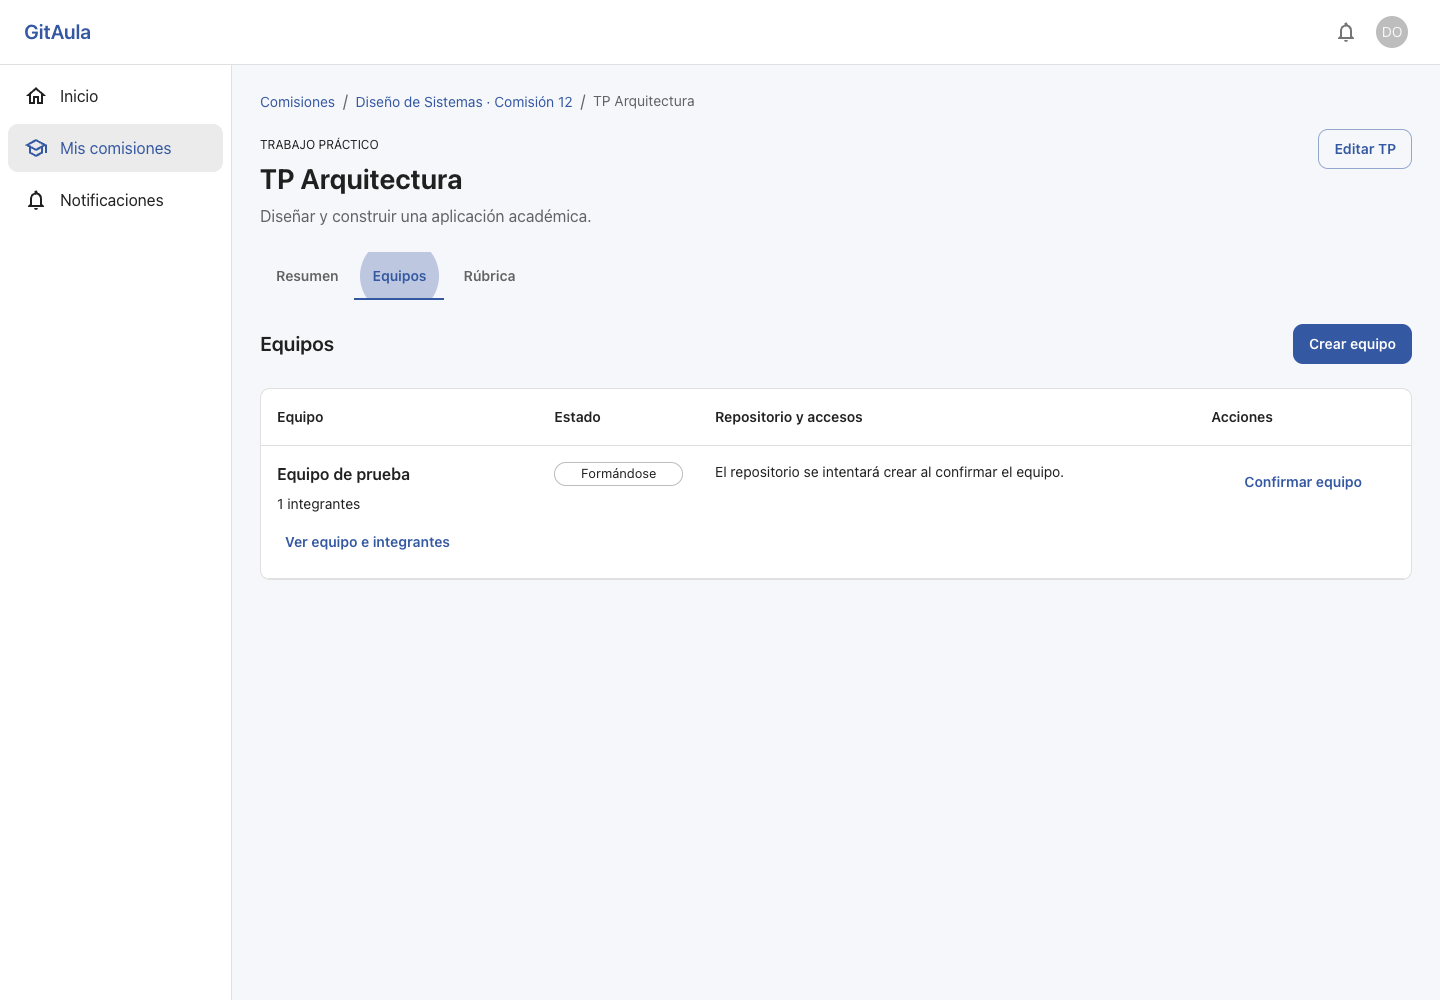 GitAula
DO
Inicio
Mis comisiones
Notificaciones
Comisiones / Diseño de Sistemas · Comisión 12 / TP Arquitectura
TRABAJO PRÁCTICO
Editar TP
TP Arquitectura
Diseñar y construir una aplicación académica.
Resumen Equipos Rúbrica
Equipos
Crear equipo
Equipo Estado Repositorio y accesos Acciones
Equipo de prueba Formándose El repositorio se intentará crear al confirmar el equipo. Confirmar equipo
1 integrantes
Ver equipo e integrantes